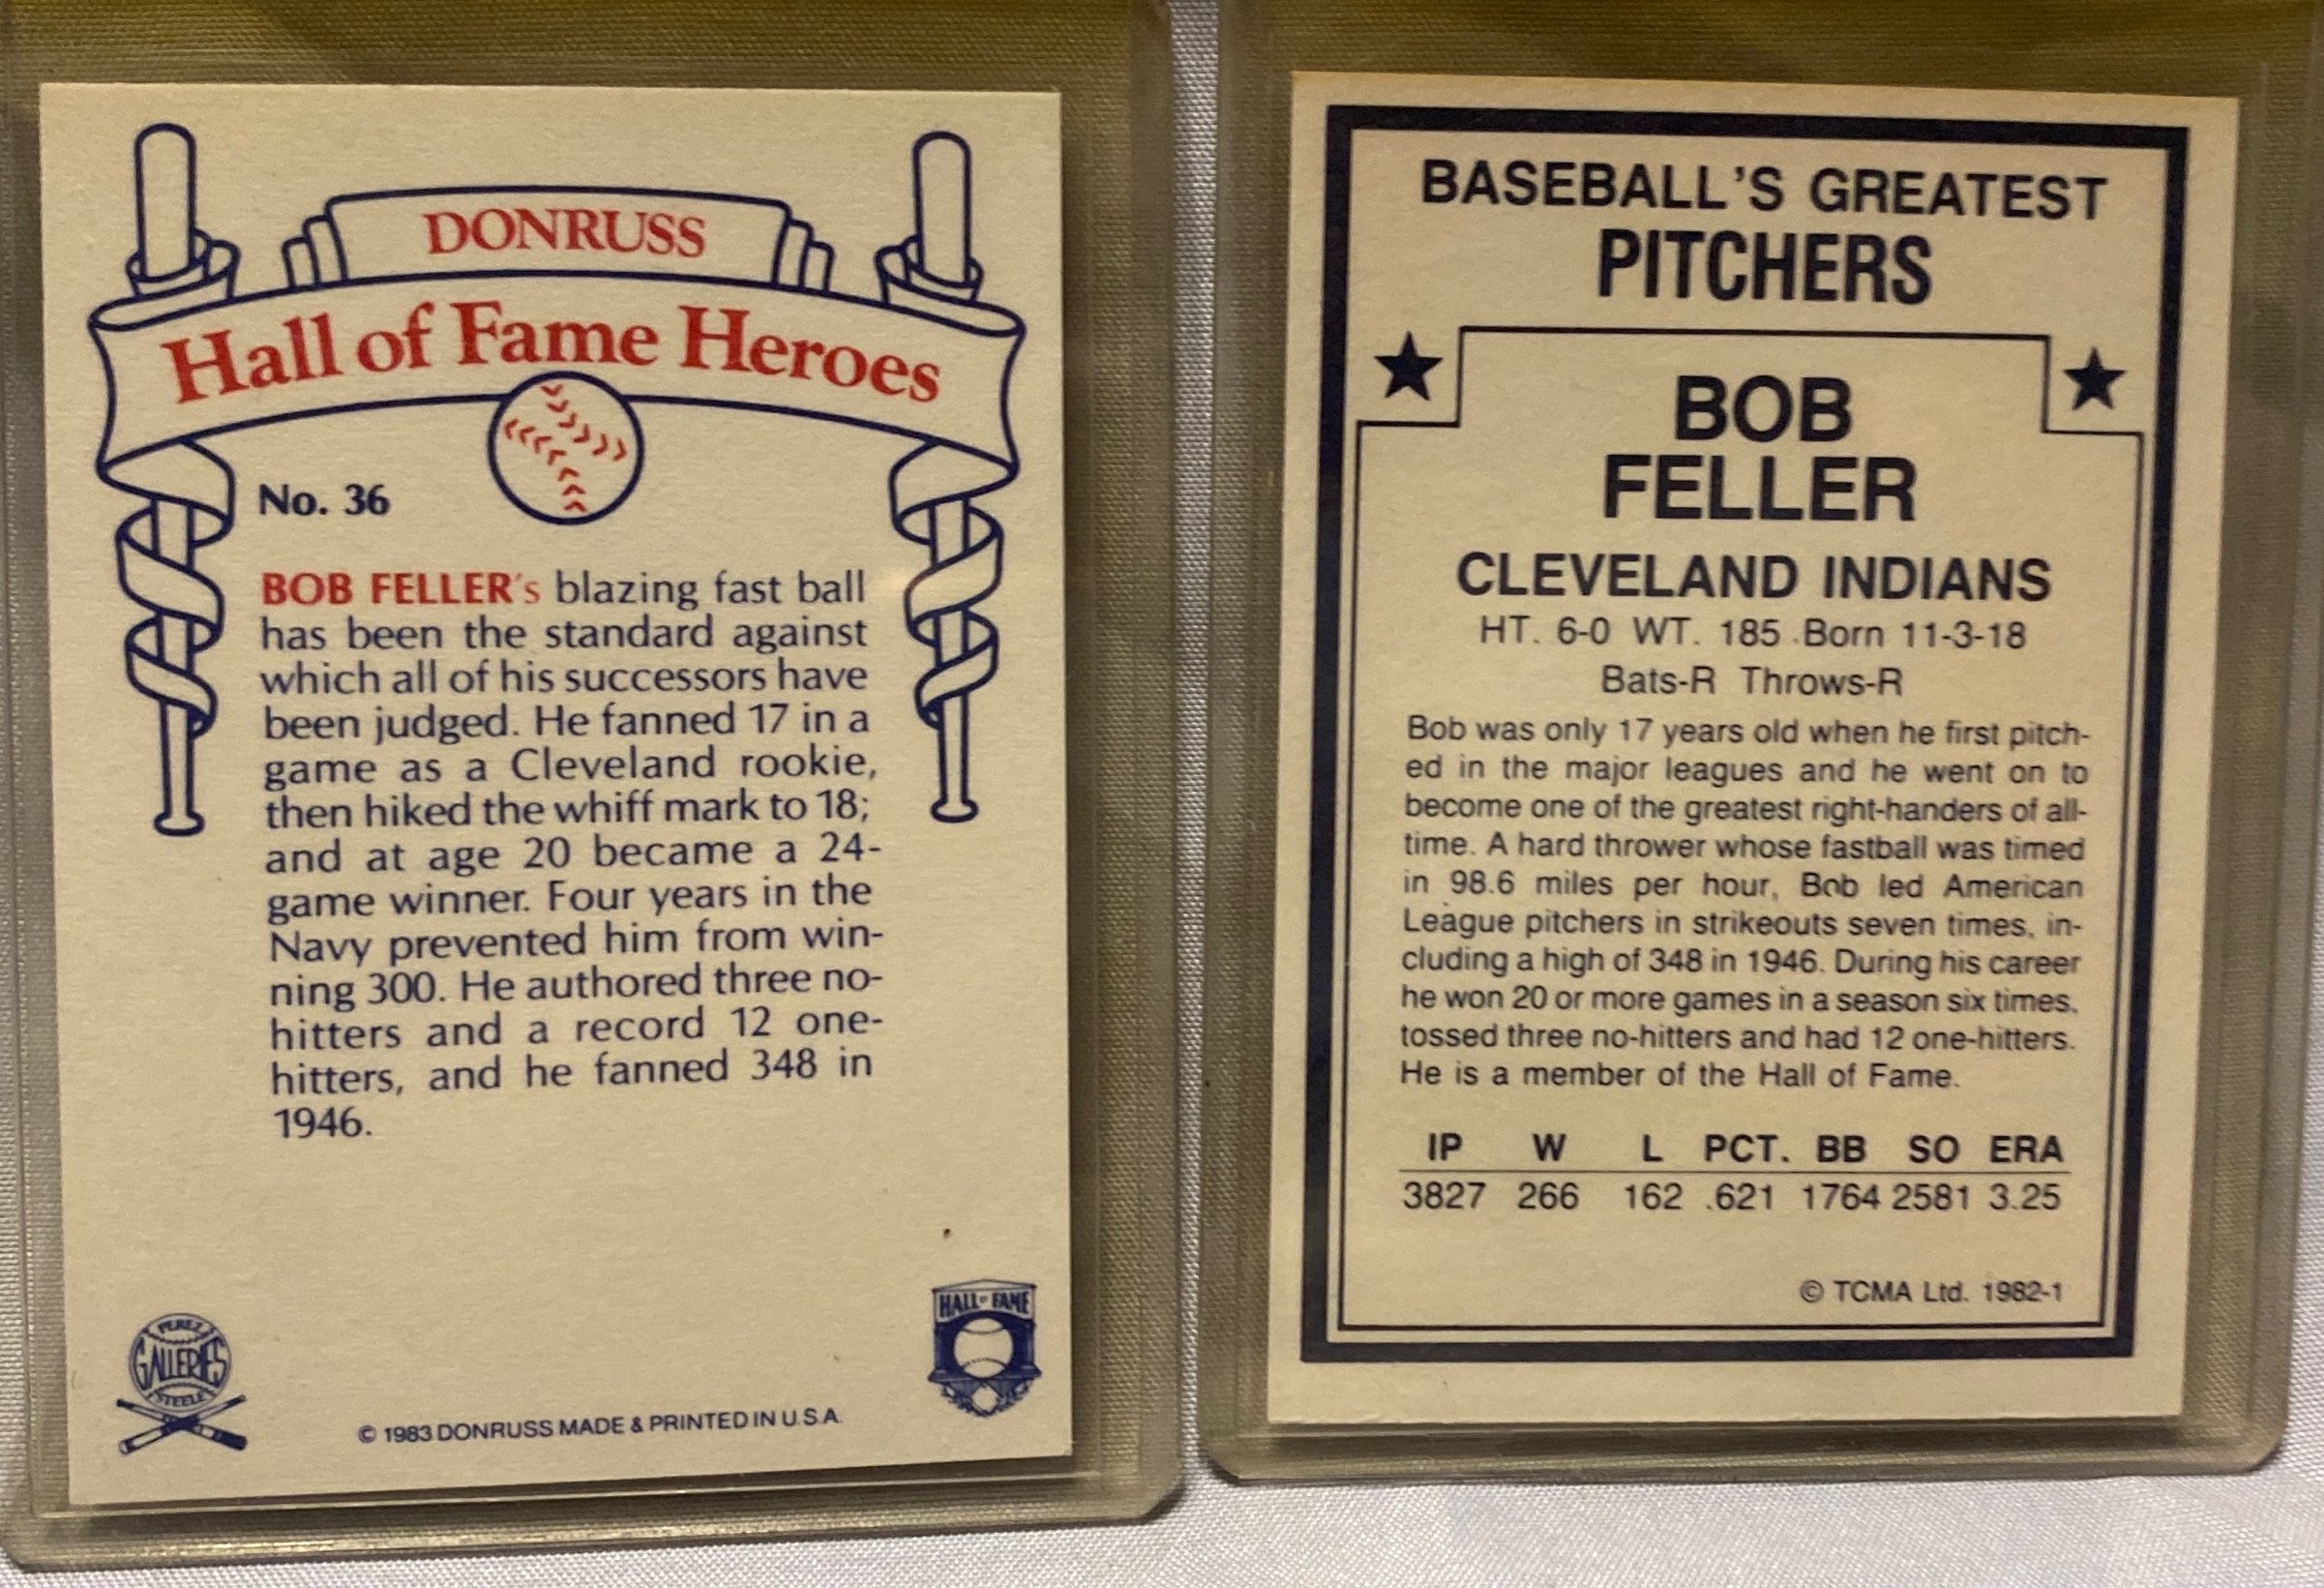 DONRUSS
Hall of Fame Heroes
No. 36
BOB FELLER's blazing fast ball
has been the standard against
which all of his successors have
been judged. He fanned 17 in a
game as a Cleveland rookie,
then hiked the whiff mark to 18;
and at age 20 became a 24-
game winner. Four years in the
Navy prevented him from win-
ning 300. He authored three no-
hitters and a record 12 one-
hitters, and he fanned 348 in
1946.
PEREZ
GALLERIES
STEELE
HALL OF FAME
© 1983 DONRUSS MADE & PRINTED IN U.S.A.
BASEBALL'S GREATEST
PITCHERS
BOB
FELLER
CLEVELAND INDIANS
HT. 6-0 WT. 185 Born 11-3-18
Bats-R Throws-R
Bob was only 17 years old when he first pitch-
ed in the major leagues and he went on to
become one of the greatest right-handers of all-
time. A hard thrower whose fastball was timed
in 98.6 miles per hour, Bob led American
League pitchers in strikeouts seven times, in-
cluding a high of 348 in 1946. During his career
he won 20 or more games in a season six times,
tossed three no-hitters and had 12 one-hitters.
He is a member of the Hall of Fame.
IP W L PCT. BB SO ERA
3827 266 162 .621 1764 2581 3.25
© TCMA Ltd. 1982-1